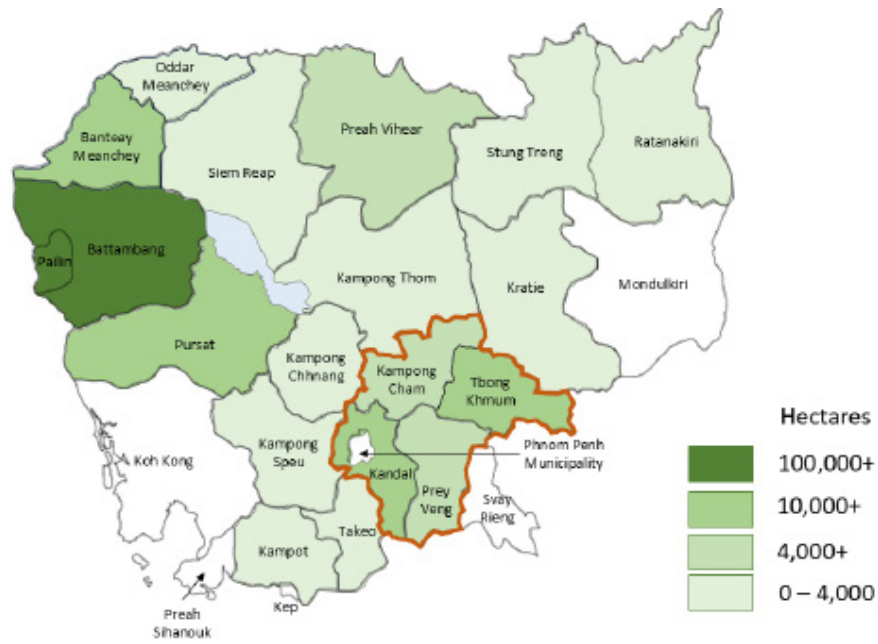 Oddar
Meanchey
Banteay
Meanchey
Siem Reap
Preah Vihear
Stung Treng
Ratanakiri
Pailin
Battambang
Kampong Thom
Kratie
Mondulkiri
Pursat
Kampong
Chhnang
Kampong
Cham
Tbong
Khmum
Koh Kong
Kampong
Speu
Kandal
Prey
Veng
Phnom Penh
Municipality
Svay
Rieng
Takeo
Kampot
Kep
Preah
Sihanouk
Hectares
100,000+
10,000+
4,000+
0 – 4,000